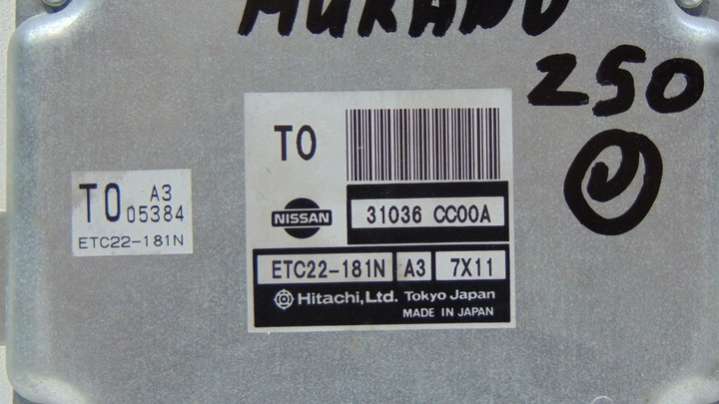 MURANO
Z50
TO
TO A3
05384
ETC22-181N
NISSAN
31036 CC00A
ETC22-181N A3 7X11
Hitachi, Ltd. Tokyo Japan
MADE IN JAPAN